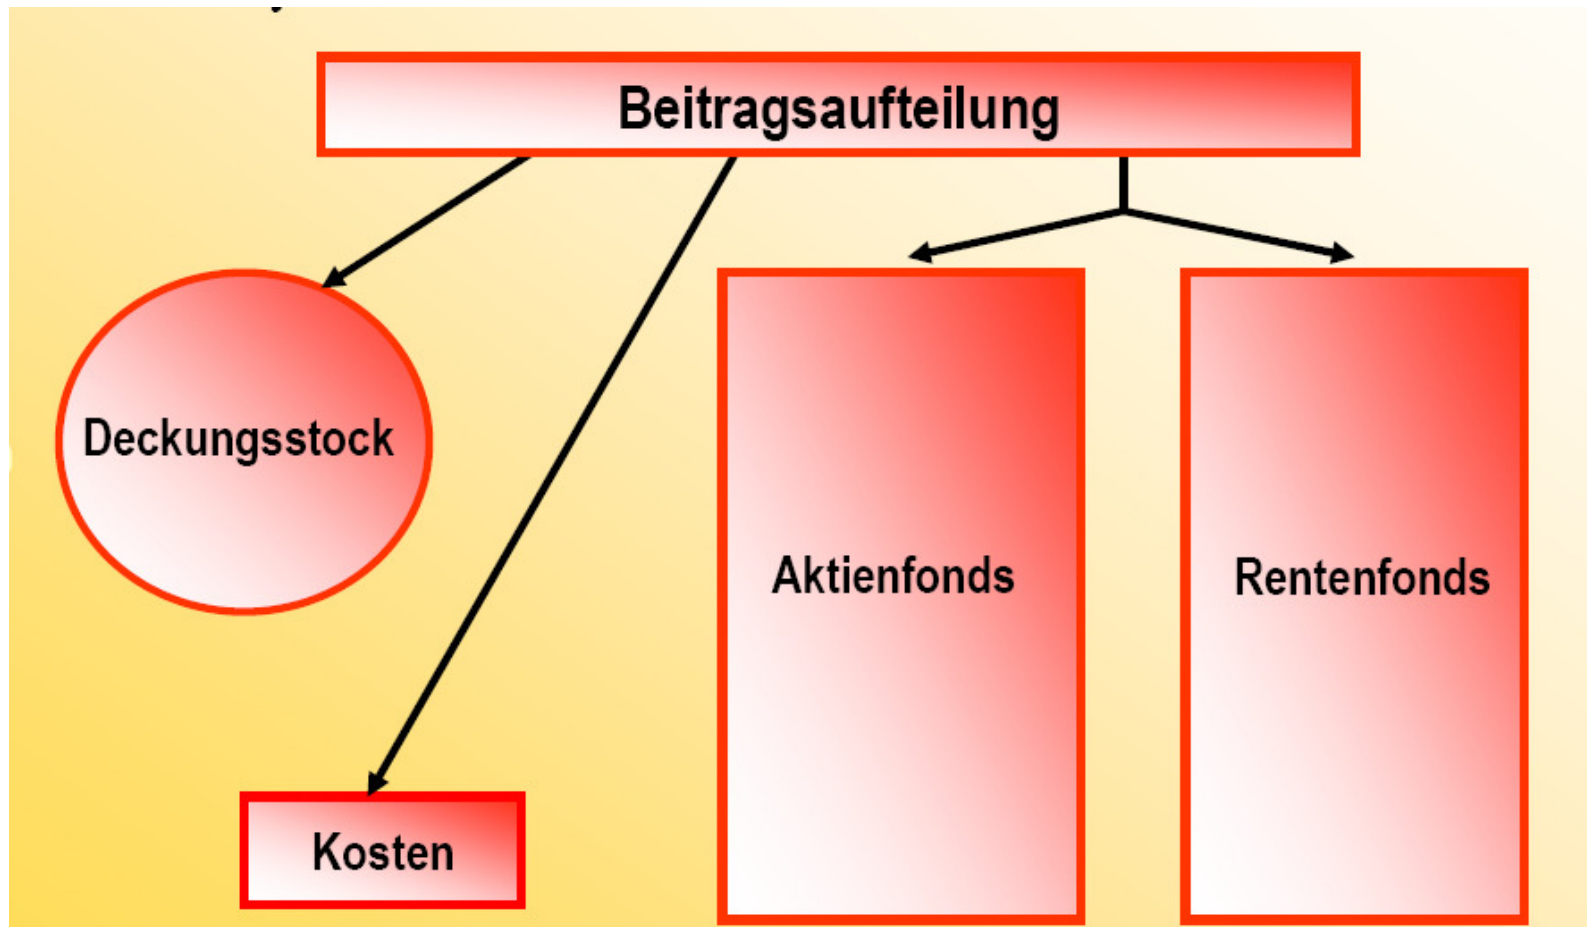 Beitragsaufteilung
Deckungsstock
Aktienfonds
Rentenfonds
Kosten